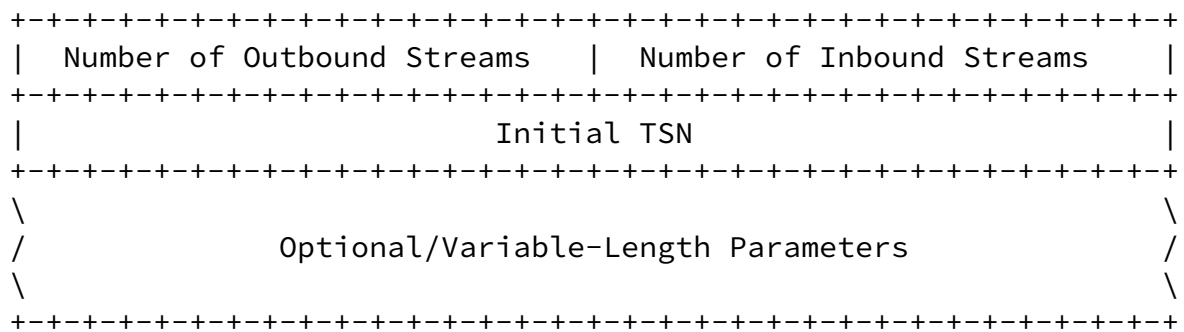 +-+-+-+-+-+-+-+-+-+-+-+-+-+-+-+-+-+-+-+-+-+-+-+-+-+-+-+-+-+-+-+-+
|  Number of Outbound Streams   |  Number of Inbound Streams    |
+-+-+-+-+-+-+-+-+-+-+-+-+-+-+-+-+-+-+-+-+-+-+-+-+-+-+-+-+-+-+-+-+
|                          Initial TSN                          |
+-+-+-+-+-+-+-+-+-+-+-+-+-+-+-+-+-+-+-+-+-+-+-+-+-+-+-+-+-+-+-+-+
\                                                               \
/              Optional/Variable-Length Parameters              /
\                                                               \
+-+-+-+-+-+-+-+-+-+-+-+-+-+-+-+-+-+-+-+-+-+-+-+-+-+-+-+-+-+-+-+-+